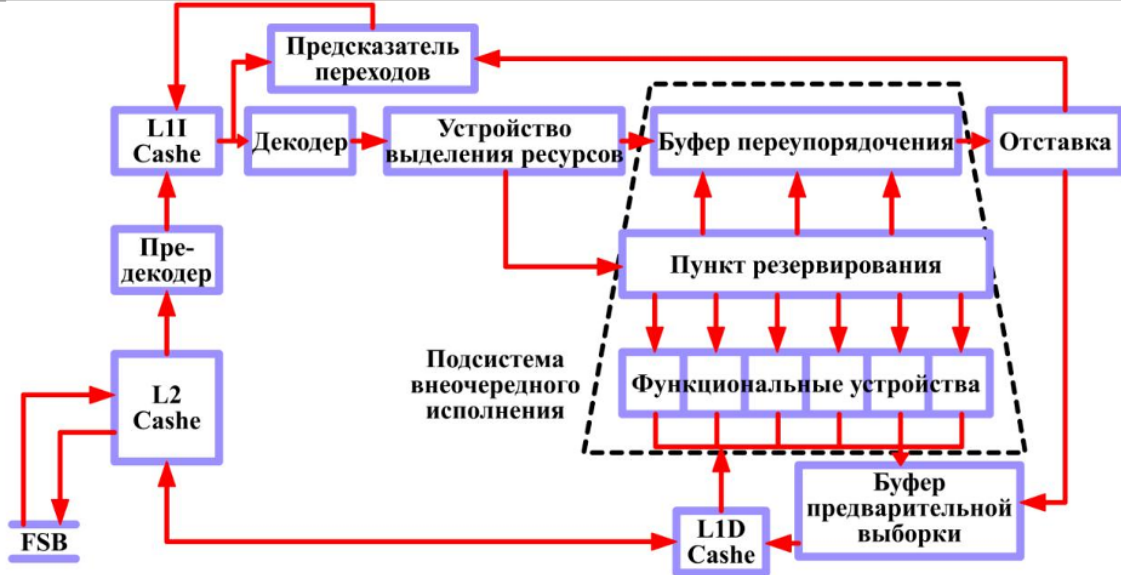 Предсказатель
переходов
L1I
Cashe
Декодер
Устройство
выделения ресурсов
Буфер переупорядочения
Отставка
Пре-
декодер
Пункт резервирования
L2
Cashe
Подсистема
внеочередного
исполнения
Функциональные устройства
FSB
L1D
Cashe
Буфер
предварительной
выборки